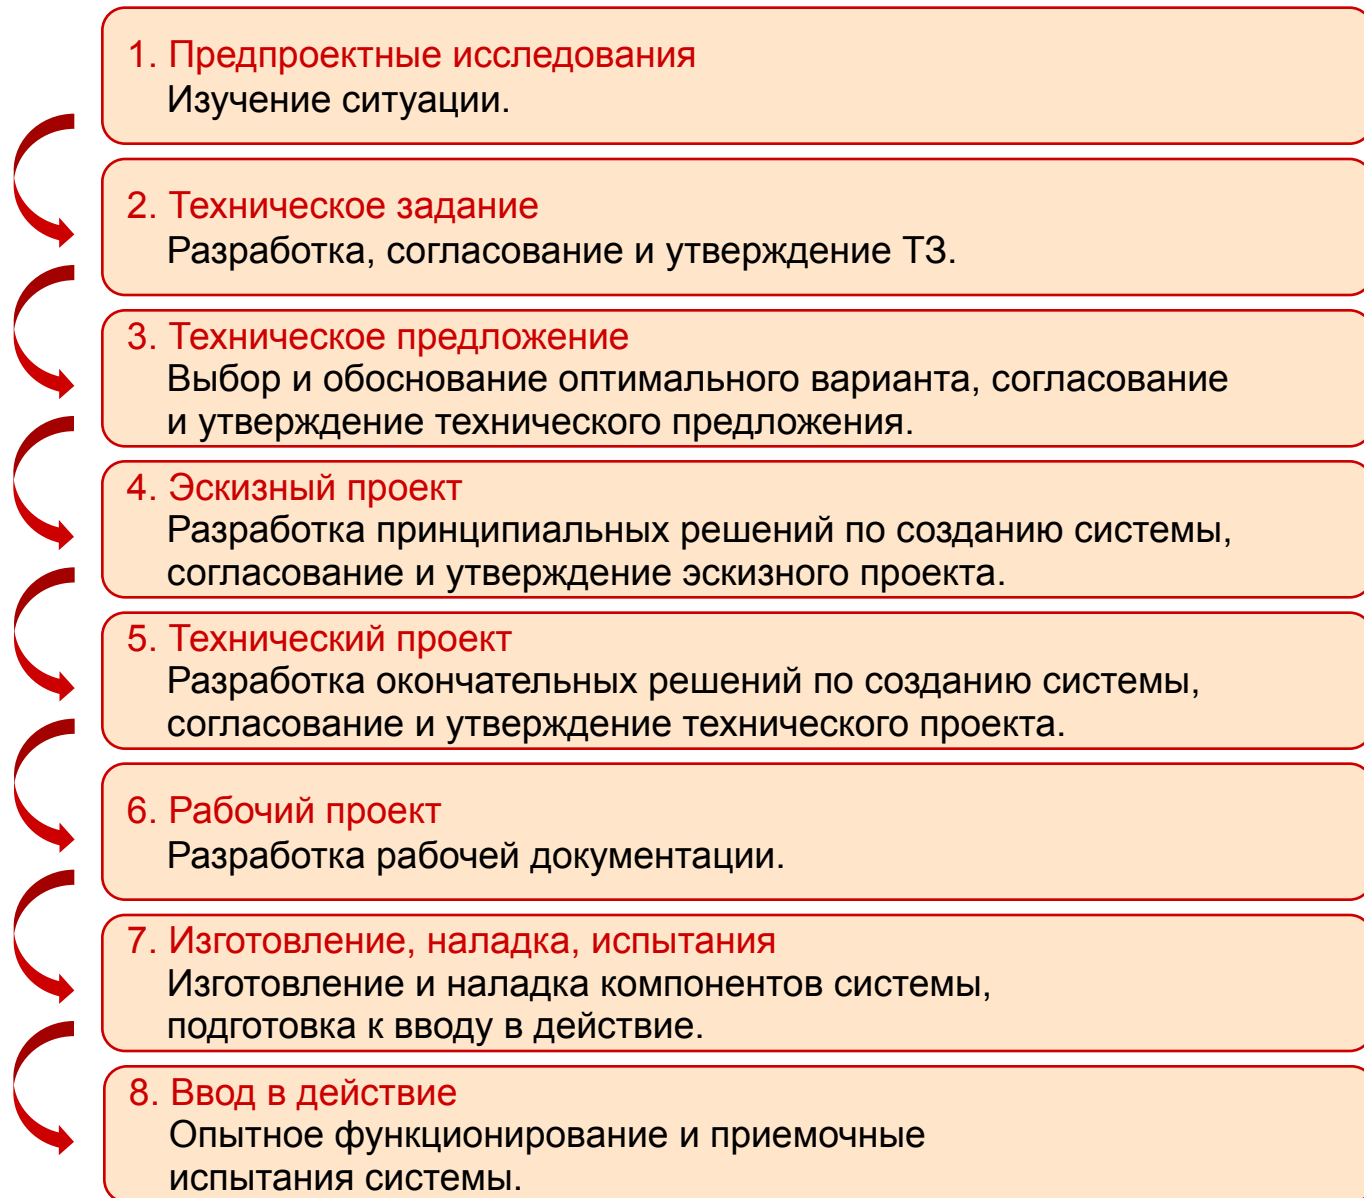 1. Предпроектные исследования
Изучение ситуации.
2. Техническое задание
Разработка, согласование и утверждение ТЗ.
3. Техническое предложение
Выбор и обоснование оптимального варианта, согласование
и утверждение технического предложения.
4. Эскизный проект
Разработка принципиальных решений по созданию системы,
согласование и утверждение эскизного проекта.
5. Технический проект
Разработка окончательных решений по созданию системы,
согласование и утверждение технического проекта.
6. Рабочий проект
Разработка рабочей документации.
7. Изготовление, наладка, испытания
Изготовление и наладка компонентов системы,
подготовка к вводу в действие.
8. Ввод в действие
Опытное функционирование и приемочные
испытания системы.